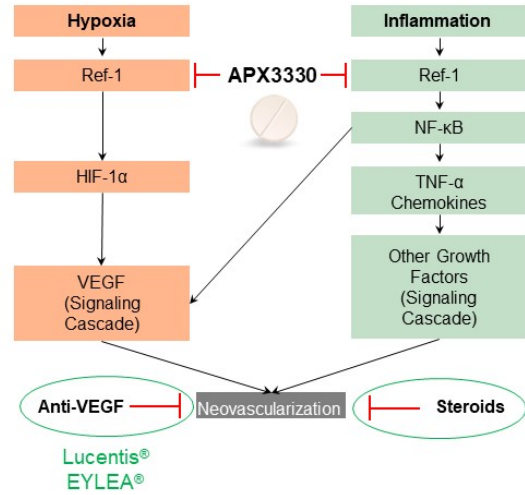 Hypoxia
Inflammation
Ref-1
APX3330
Ref-1
NF-κB
HIF-1α
TNF-α
Chemokines
VEGF
(Signaling
Cascade)
Other Growth
Factors
(Signaling
Cascade)
Anti-VEGF
Neovascularization
Steroids
Lucentis®
EYLEA®